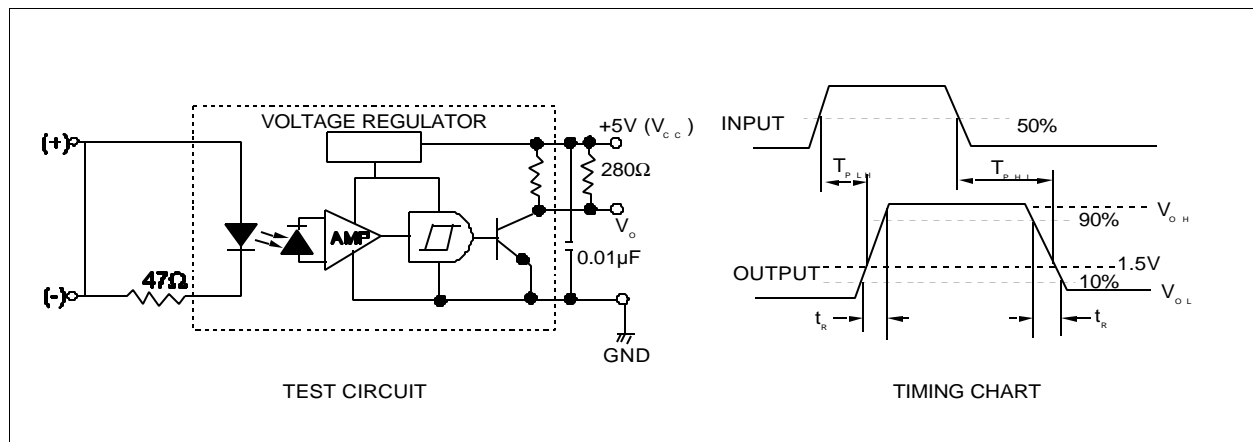 VOLTAGE REGULATOR
+5V (VCC)
(+)
280Ω
VO
AMP
0.01µF
47Ω
(-)
GND
TEST CIRCUIT
INPUT
50%
TPLH
TPHL
VOH
90%
1.5V
OUTPUT
10%
VOL
tR
tR
TIMING CHART